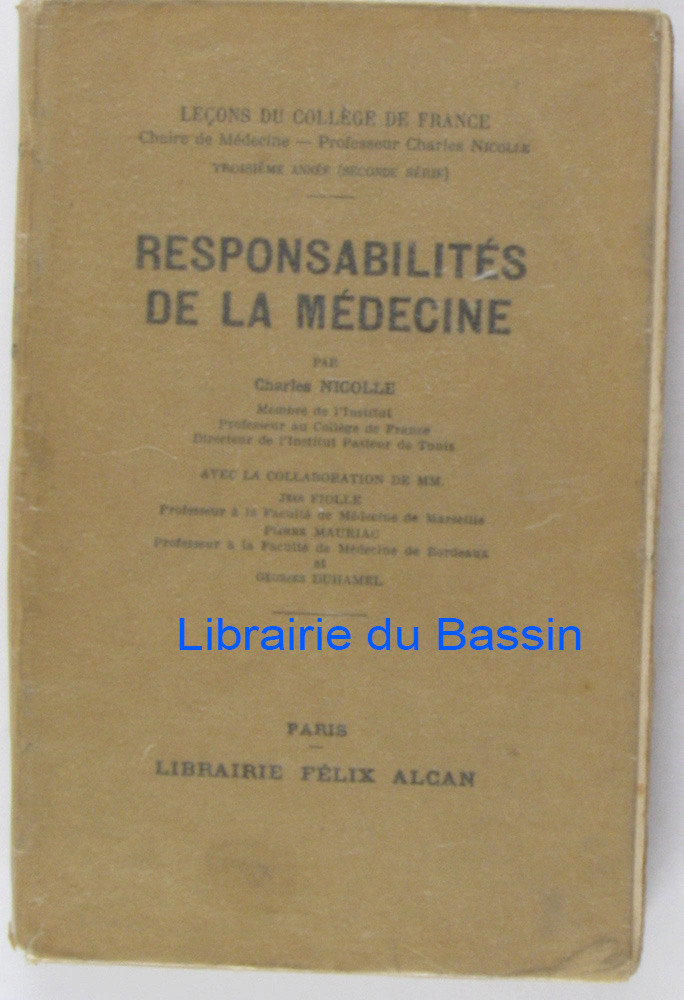 LEÇONS DU COLLÈGE DE FRANCE
Chaire de Médecine — Professeur Charles NICOLLE
TROISIÈME ANNÉE (SECONDE SÉRIE)
RESPONSABILITÉS
DE LA MÉDECINE
PAR
Charles NICOLLE
Membre de l'Institut
Professeur au Collège de France
Directeur de l'Institut Pasteur de Tunis
AVEC LA COLLABORATION DE MM.
JEAN FIOLLE
Professeur à la Faculté de Médecine de Marseille
PIERRE MAURIAC
Professeur à la Faculté de Médecine de Bordeaux
et
GEORGES DUHAMEL
Librairie du Bassin
PARIS
LIBRAIRIE FÉLIX ALCAN